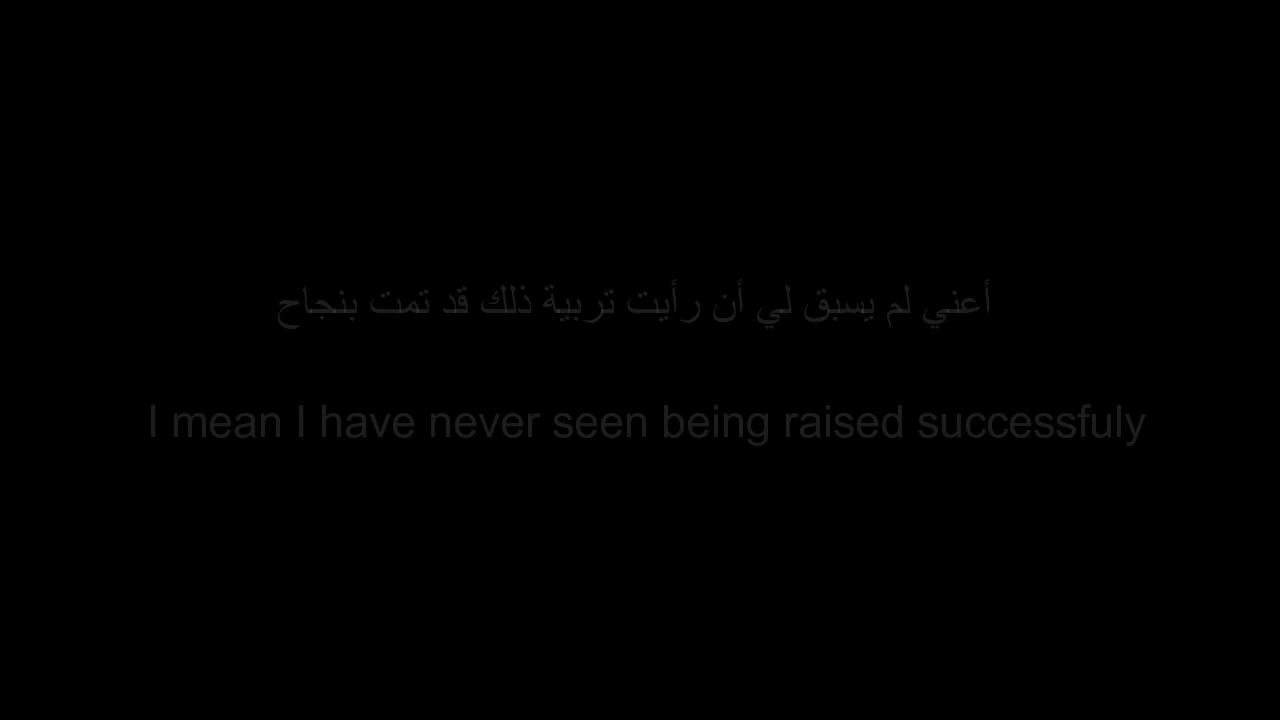 أعني لم يسبق لي أن رأيت تربية ذلك قد تمت بنجاح
I mean I have never seen being raised successfuly